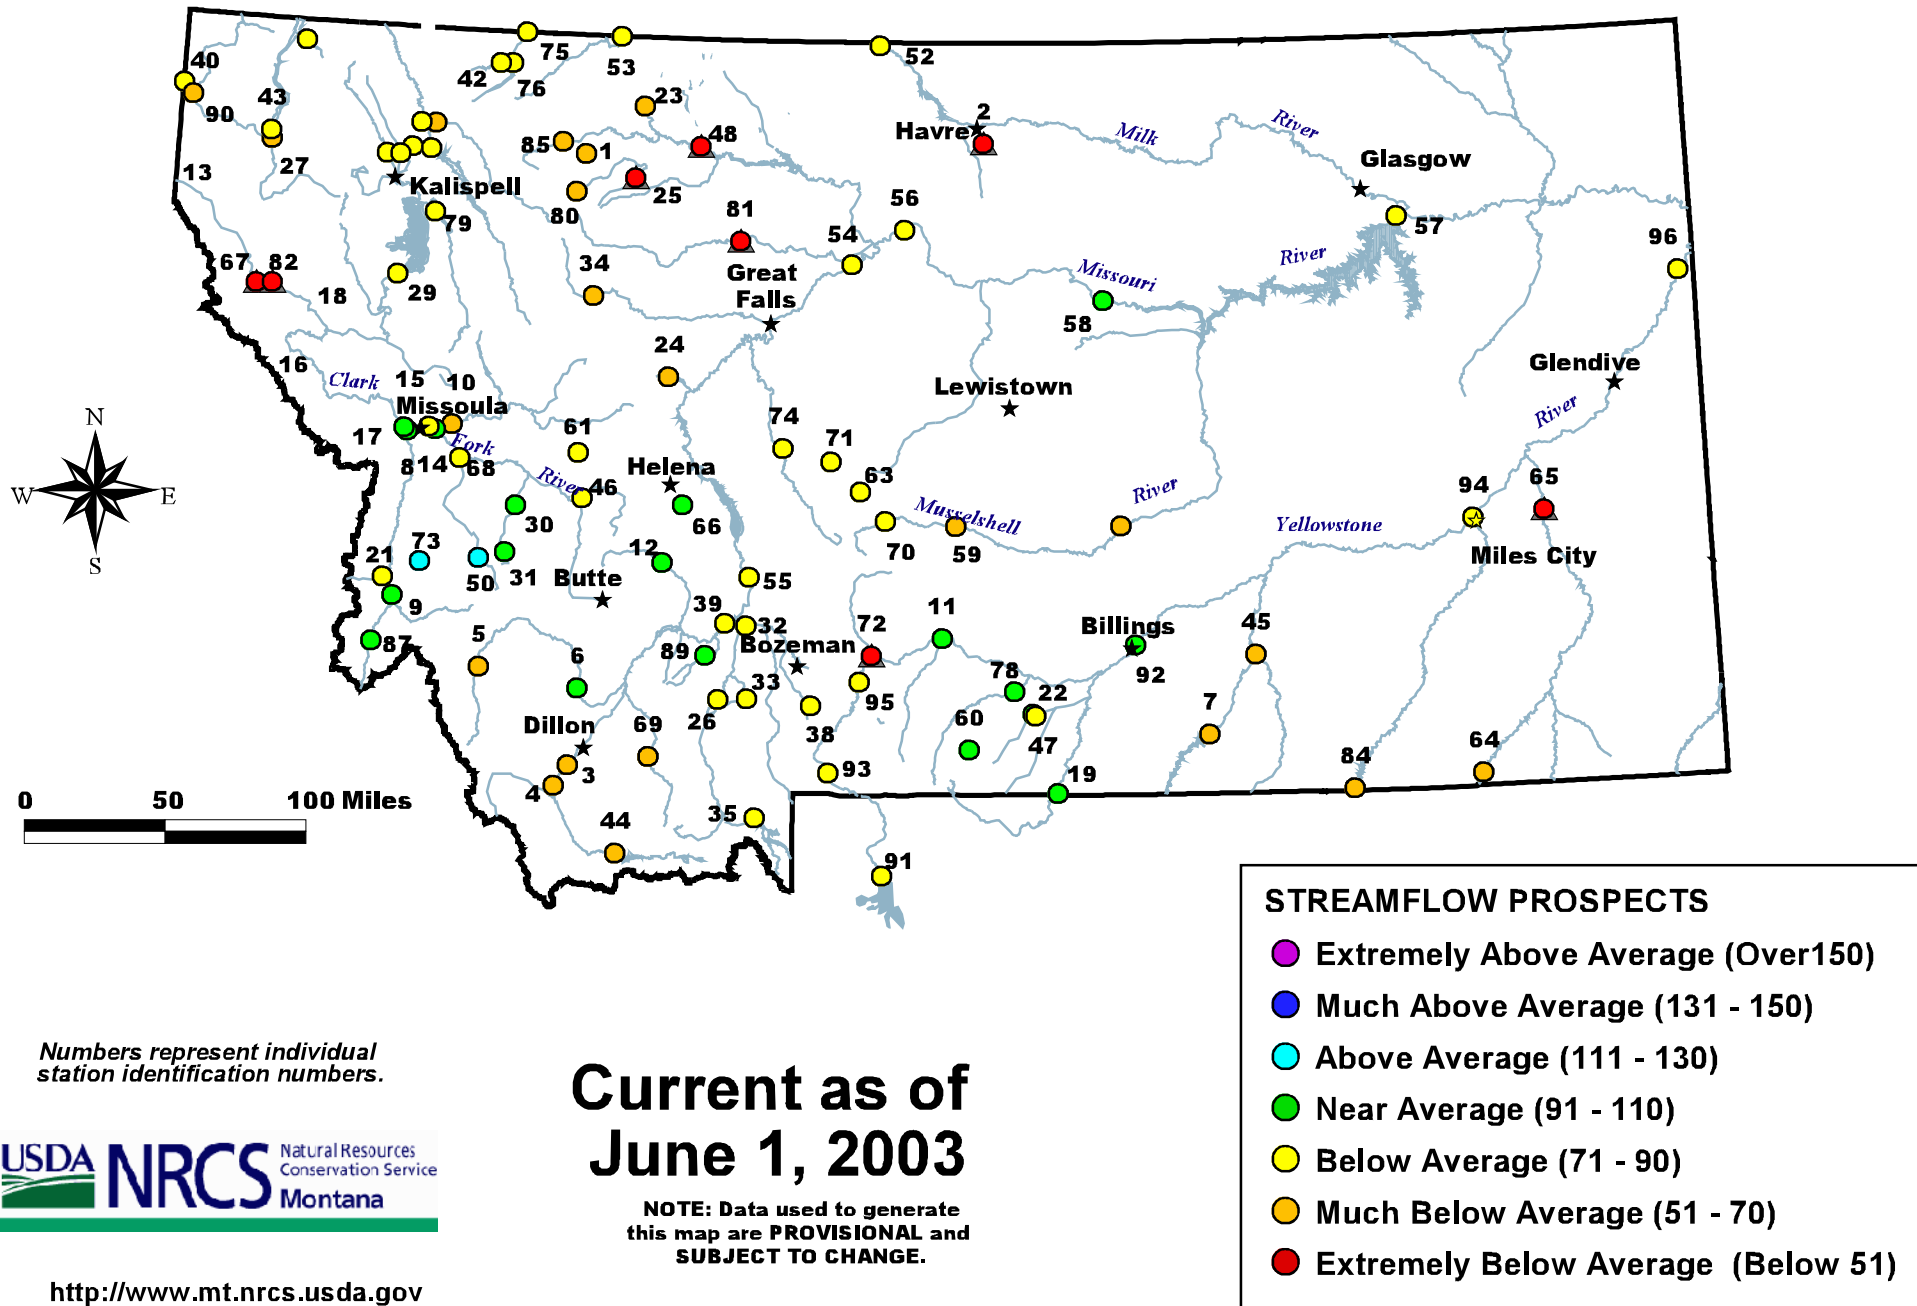 40
75
53
52
42
76
43
90
23
2
Havre
Milk
River
85
1
48
Glasgow
13
27
Kalispell
25
80
79
81
56
57
96
54
67
82
34
Great
Falls
River
Missouri
29
18
58
24
16
Clark
15
10
Missoula
Lewistown
Glendive
River
N
W
E
S
17
8
14
Fork
68
61
74
71
63
Helena
River
46
66
Musselshell
River
70
59
94
65
Yellowstone
Miles City
30
73
21
50
31
12
Butte
55
9
39
32
72
11
Billings
45
87
5
6
89
Bozeman
92
33
26
95
78
22
7
Dillon
69
38
60
47
3
4
93
19
84
64
0
50
100 Miles
35
44
91
STREAMFLOW PROSPECTS
Extremely Above Average (Over150)
Much Above Average (131 - 150)
Above Average (111 - 130)
Near Average (91 - 110)
Below Average (71 - 90)
Much Below Average (51 - 70)
Extremely Below Average (Below 51)
Numbers represent individual
station identification numbers.
Current as of
June 1, 2003
NOTE: Data used to generate
this map are PROVISIONAL and
SUBJECT TO CHANGE.
USDA
NRCS
Natural Resources
Conservation Service
Montana
http://www.mt.nrcs.usda.gov